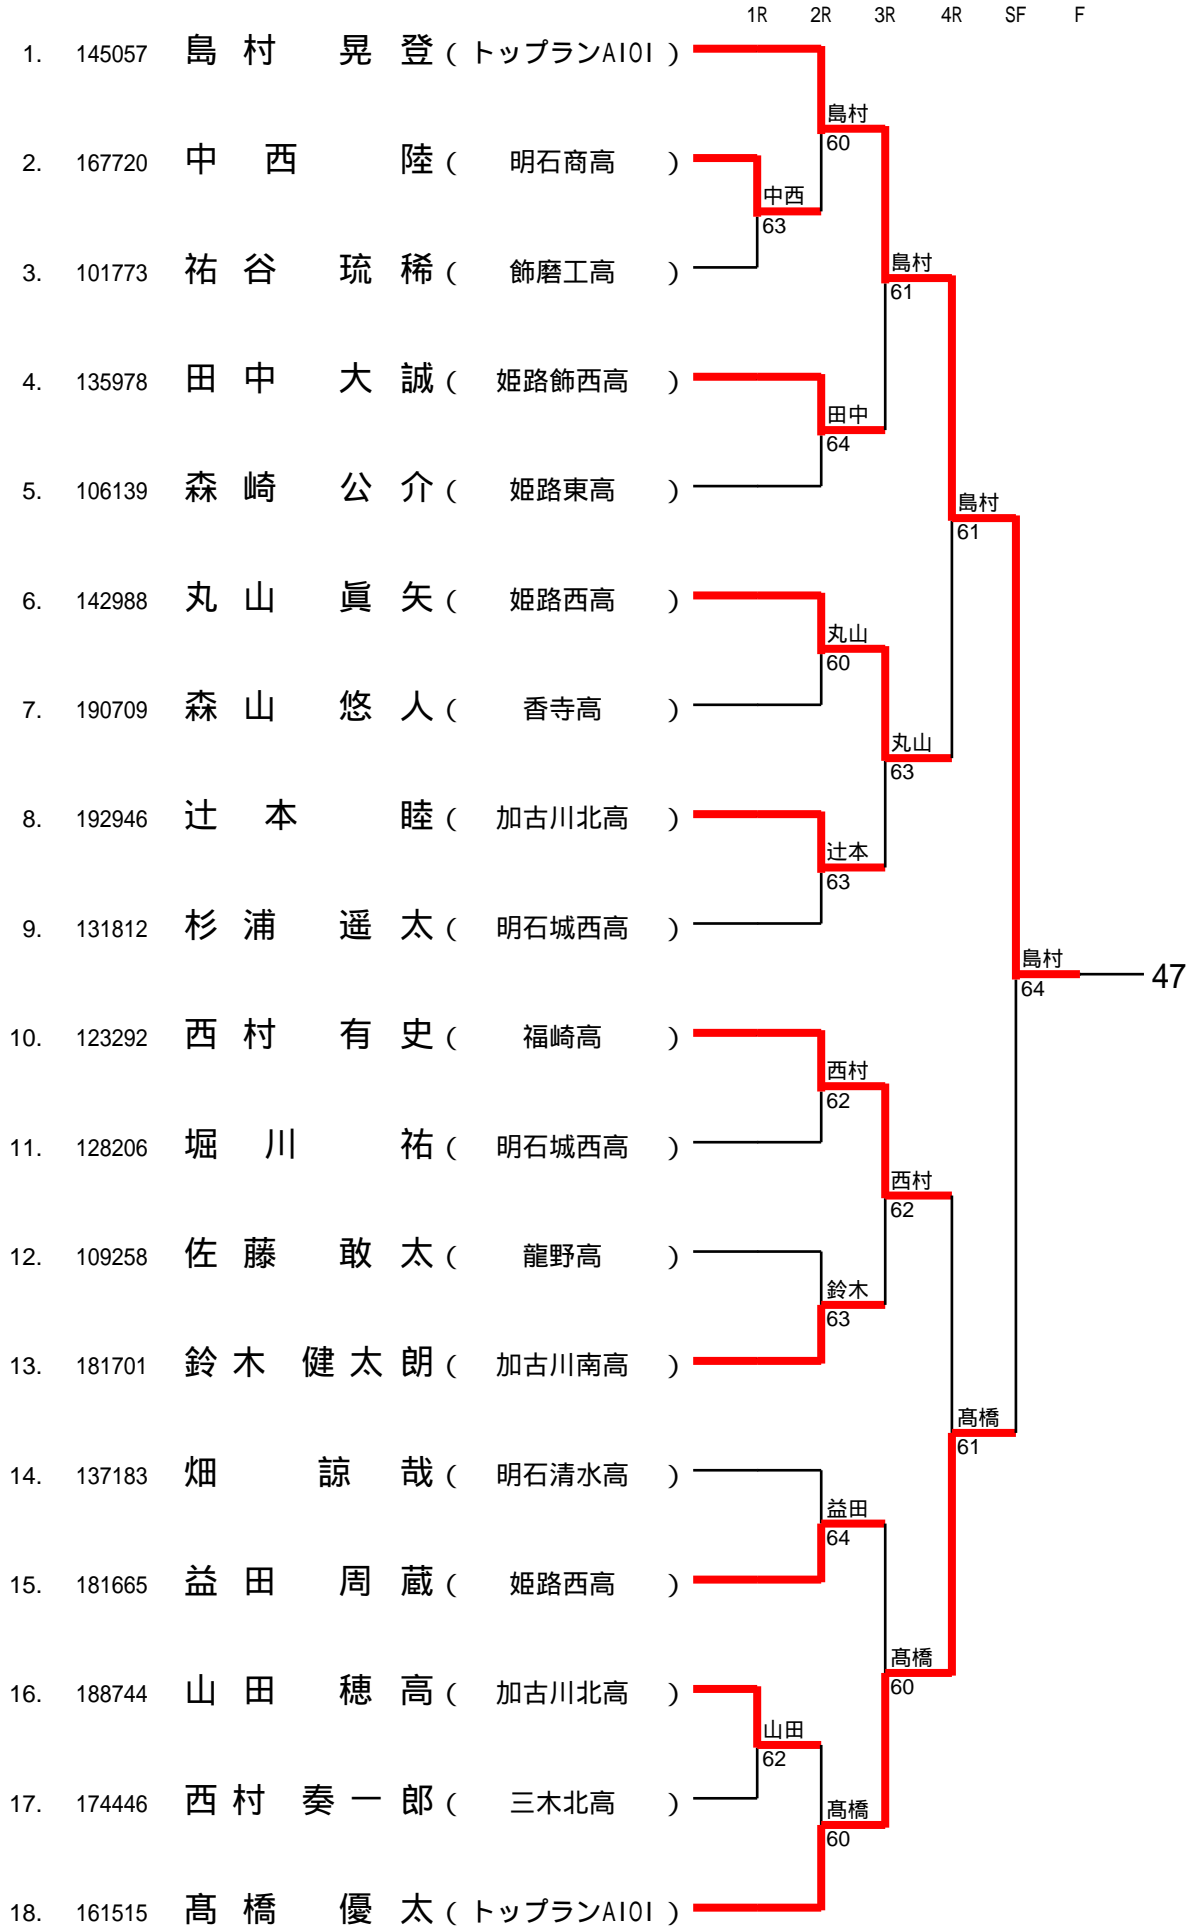 1R 2R 3R 4R SF F
1. 145057 島村 晃登 ( トップランAIOI )
島村
60
2. 167720 中西 陸 ( 明石商高 )
中西
63
3. 101773 祐谷 琉稀 ( 飾磨工高 )
島村
61
4. 135978 田中 大誠 ( 姫路飾西高 )
田中
64
5. 106139 森崎 公介 ( 姫路東高 )
島村
61
6. 142988 丸山 眞矢 ( 姫路西高 )
丸山
60
7. 190709 森山 悠人 ( 香寺高 )
丸山
63
8. 192946 辻本 睦 ( 加古川北高 )
辻本
63
9. 131812 杉浦 遥太 ( 明石城西高 )
島村
64
47
10. 123292 西村 有史 ( 福崎高 )
西村
62
11. 128206 堀川 祐 ( 明石城西高 )
西村
62
12. 109258 佐藤 敢太 ( 龍野高 )
鈴木
63
13. 181701 鈴木 健太朗 ( 加古川南高 )
髙橋
61
14. 137183 畑 諒哉 ( 明石清水高 )
益田
64
15. 181665 益田 周蔵 ( 姫路西高 )
髙橋
60
16. 188744 山田 穂高 ( 加古川北高 )
山田
62
17. 174446 西村 奏一郎 ( 三木北高 )
髙橋
60
18. 161515 髙橋 優太 ( トップランAIOI )